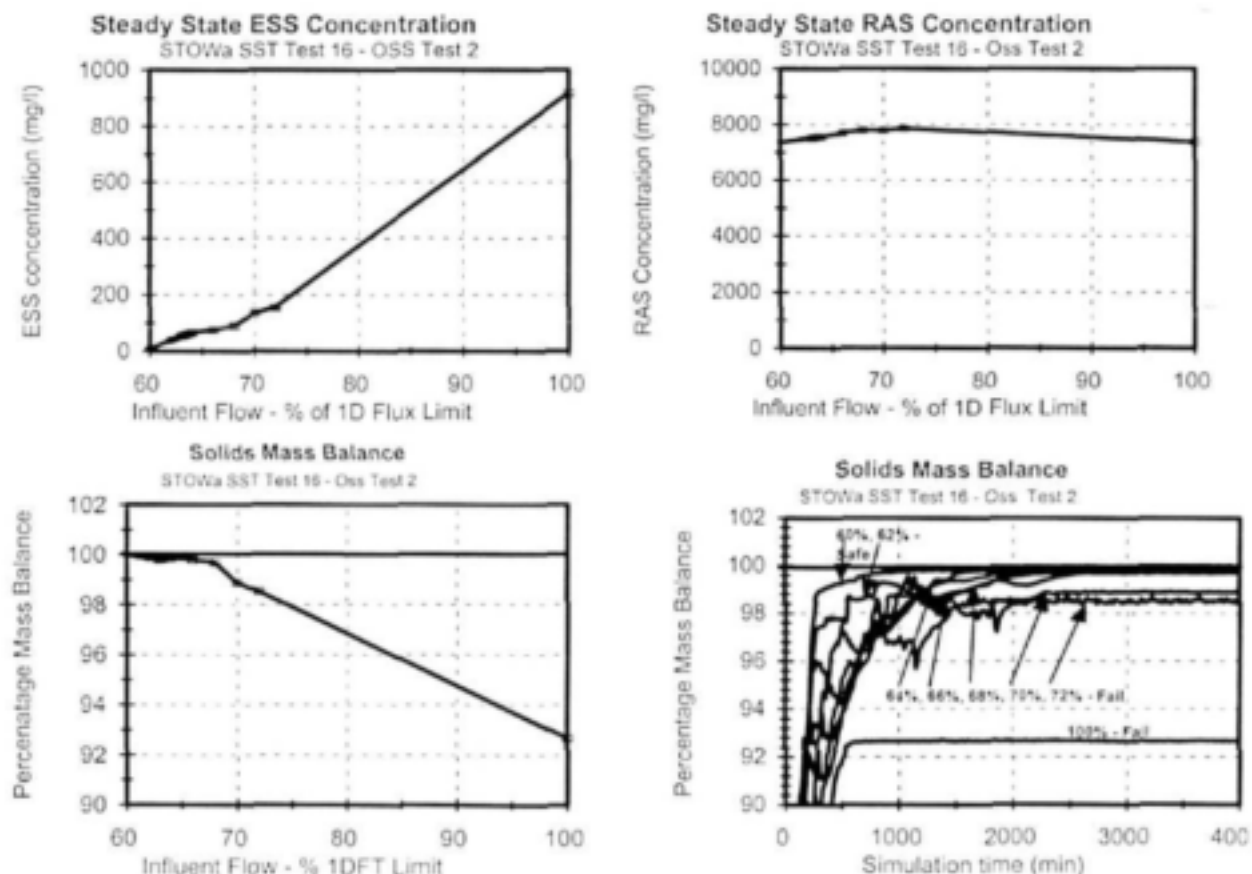 Steady State ESS Concentration
STOWa SST Test 16 - OSS Test 2
ESS concentration (mg/l)
1000
800
600
400
200
0
60 70 80 90 100
Influent Flow - % of 1D Flux Limit
Steady State RAS Concentration
STOWa SST Test 16 - Oss Test 2
RAS Concentration (mg/l)
10000
8000
6000
4000
2000
0
60 70 80 90 100
Influent Flow - % of 1D Flux Limit
Solids Mass Balance
STOWa SST Test 16 - Oss Test 2
Percenatage Mass Balance
102
100
98
96
94
92
90
60 70 80 90 100
Influent Flow - % 1DFT Limit
Solids Mass Balance
STOWa SST Test 16 - Oss Test 2
Percentage Mass Balance
102
100
98
96
94
92
90
60%, 62% -
Safe
64%, 66%, 68%, 70%, 72% - Fail
100% - Fail
0 1000 2000 3000 400
Simulation time (min)